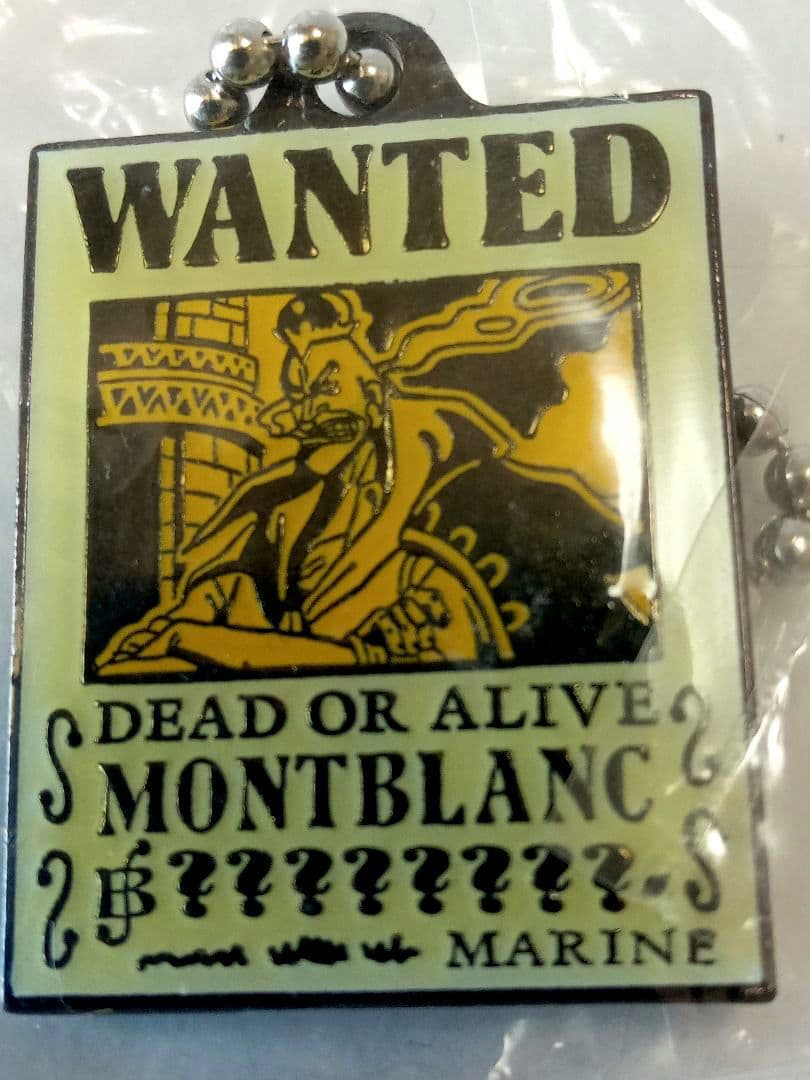 WANTED
DEAD OR ALIVE
MONTBLANC
฿????????.-
MARINE